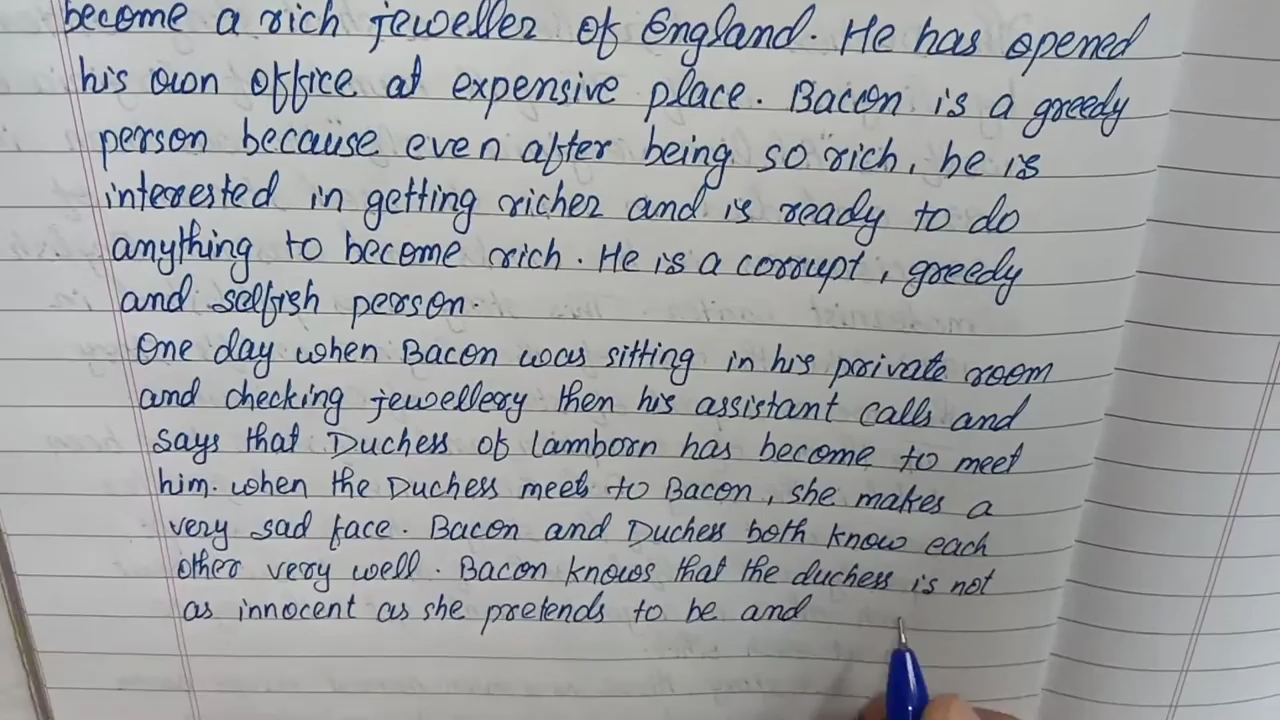 become a rich jeweller of England. He has opened
his own office at expensive place. Bacon is a greedy
person because even after being so rich, he is
interested in getting richer and is ready to do
anything to become rich. He is a corrupt, greedy
and selfish person.
One day when Bacon was sitting in his private room
and checking jewellery then his assistant calls and
says that Duchess of Lamborn has become to meet
him. when the Duchess meets to Bacon, she makes a
very sad face. Bacon and Duchess both know each
other very well. Bacon knows that the duchess is not
as innocent as she pretends to be and